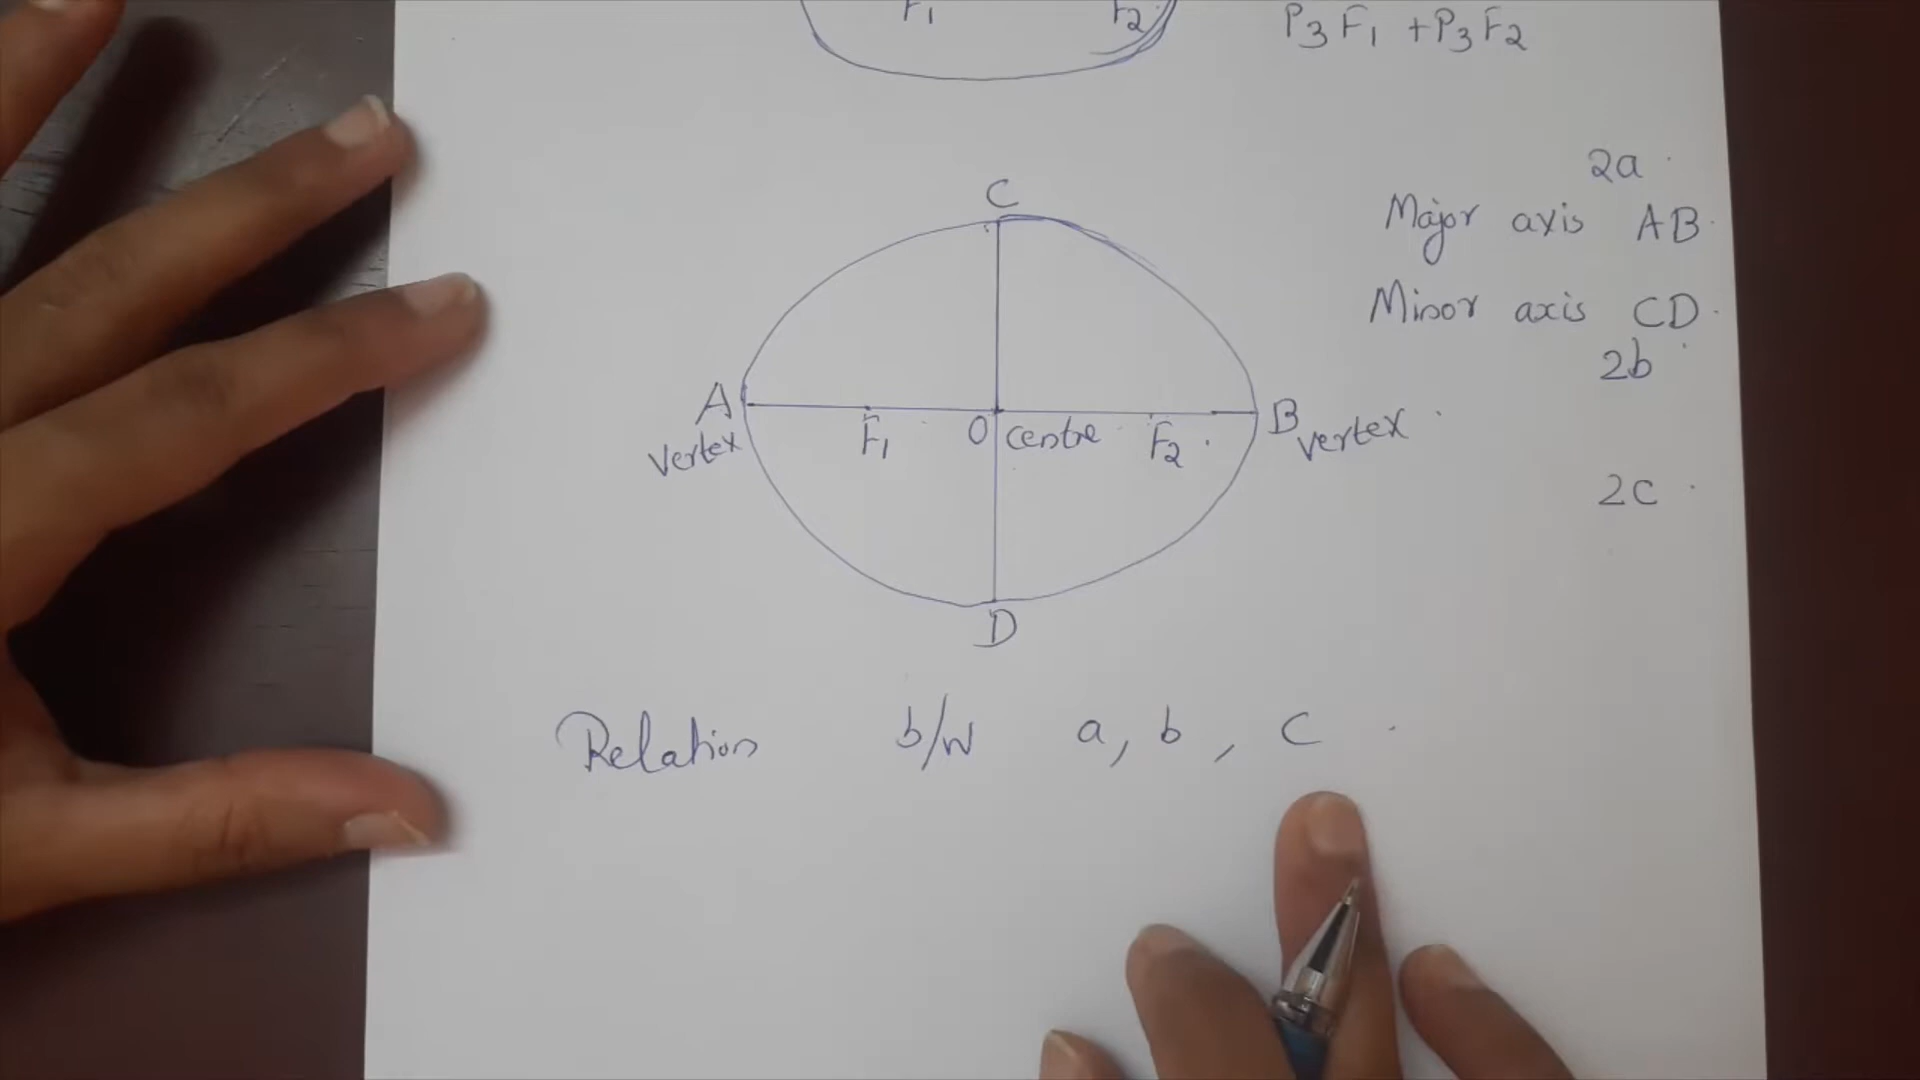 F1 F2 P3F1 + P3F2
2a
C
Major axis AB
Minor axis CD
2b
A B
F1 O centre F2
vertex vertex
2c
D
Relation b/w a, b, c